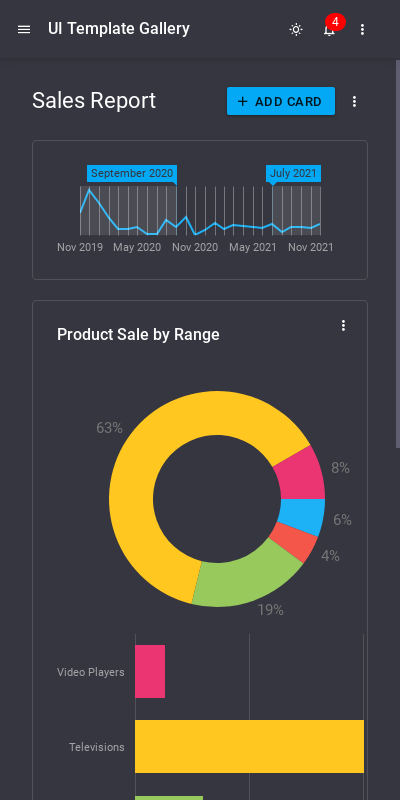 UI Template Gallery
4
Sales Report
ADD CARD
September 2020
July 2021
Nov 2019
May 2020
Nov 2020
May 2021
Nov 2021
Product Sale by Range
63%
8%
6%
4%
19%
Video Players
Televisions